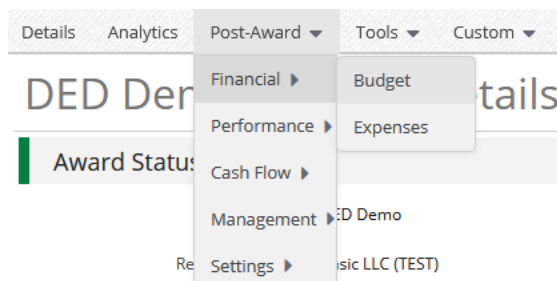 Details Analytics Post-Award Tools Custom
DED Der tails
Financial Budget
Performance Expenses
Award Status
Cash Flow
Management ED Demo
Re Settings sic LLC (TEST)